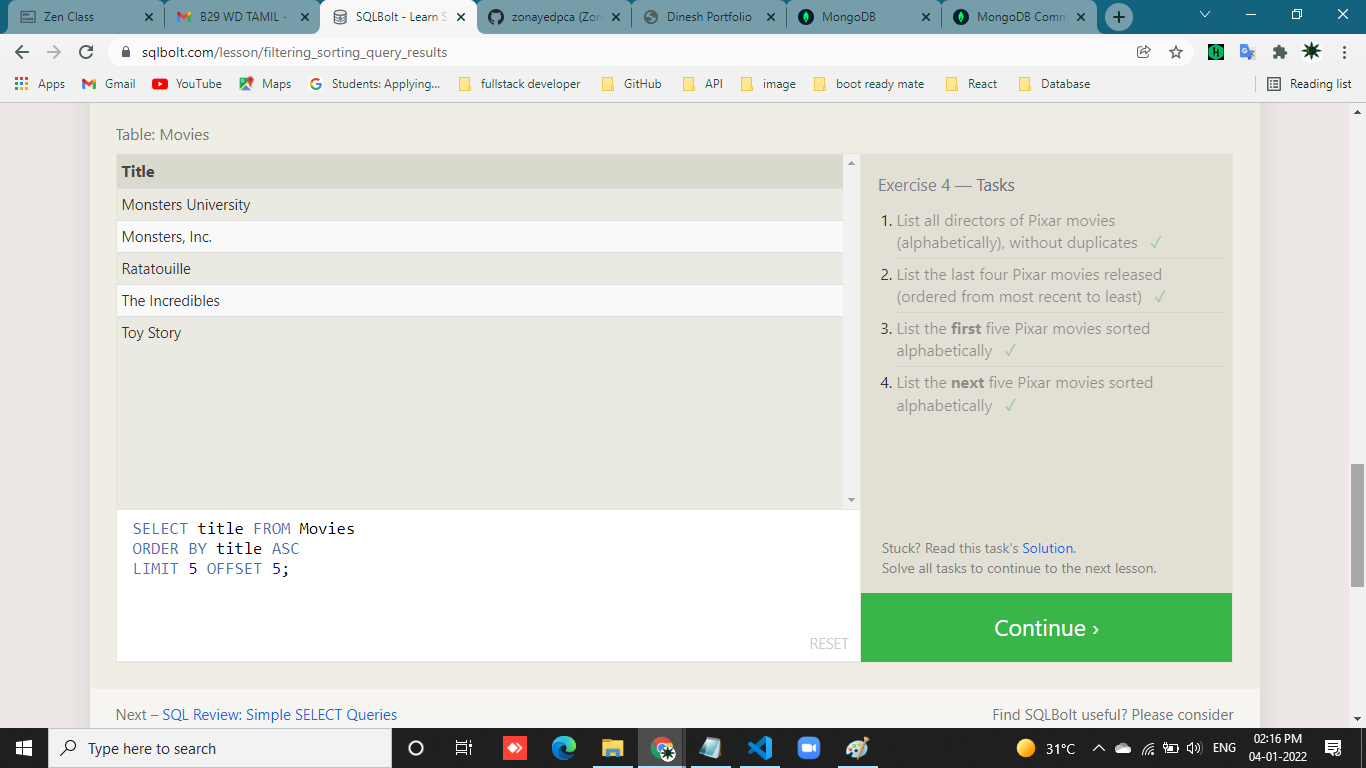 Zen Class
B29 WD TAMIL -
SQLBolt - Learn S
zonayedpca (Zon
Dinesh Portfolio
MongoDB
MongoDB Comm
sqlbolt.com/lesson/filtering_sorting_query_results
Apps
Gmail
YouTube
Maps
Students: Applying...
fullstack developer
GitHub
API
image
boot ready mate
React
Database
Reading list
Table: Movies
Title
Monsters University
Monsters, Inc.
Ratatouille
The Incredibles
Toy Story
SELECT title FROM Movies
ORDER BY title ASC
LIMIT 5 OFFSET 5;
RESET
Exercise 4 — Tasks
1. List all directors of Pixar movies
(alphabetically), without duplicates ✓
2. List the last four Pixar movies released
(ordered from most recent to least) ✓
3. List the first five Pixar movies sorted
alphabetically ✓
4. List the next five Pixar movies sorted
alphabetically ✓
Stuck? Read this task's Solution.
Solve all tasks to continue to the next lesson.
Continue ›
Next – SQL Review: Simple SELECT Queries
Find SQLBolt useful? Please consider
Type here to search
31°C
ENG
02:16 PM
04-01-2022